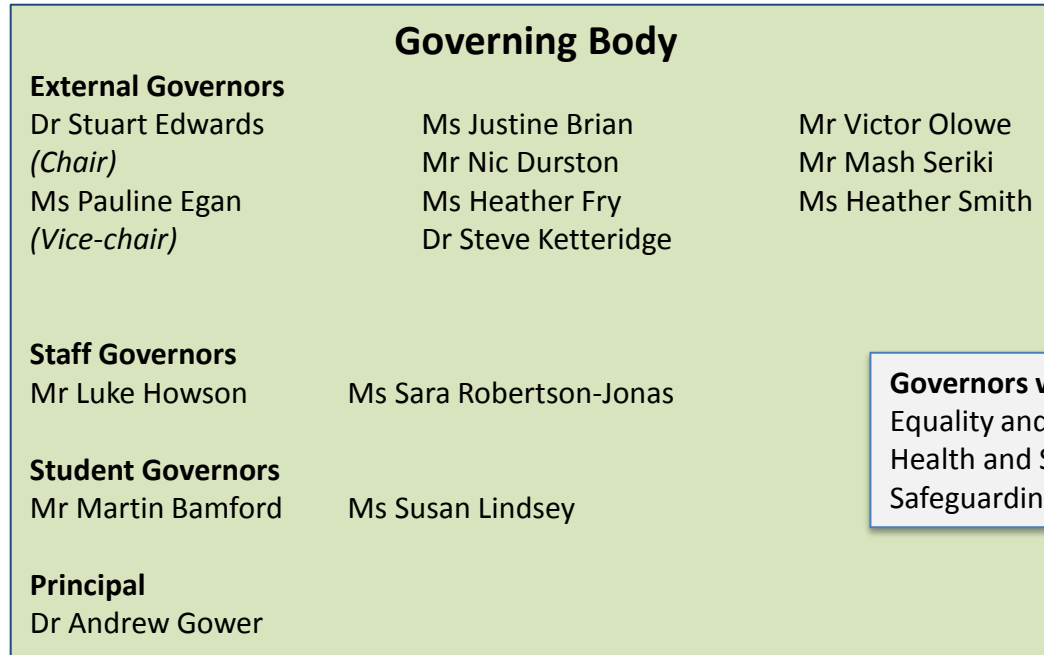 Governing Body
External Governors
Dr Stuart Edwards
(Chair)
Ms Pauline Egan
(Vice-chair)
Ms Justine Brian
Mr Nic Durston
Ms Heather Fry
Dr Steve Ketteridge
Mr Victor Olowe
Mr Mash Seriki
Ms Heather Smith
Staff Governors
Mr Luke Howson Ms Sara Robertson-Jonas
Student Governors
Mr Martin Bamford Ms Susan Lindsey
Principal
Dr Andrew Gower
Governors
Equality and
Health and